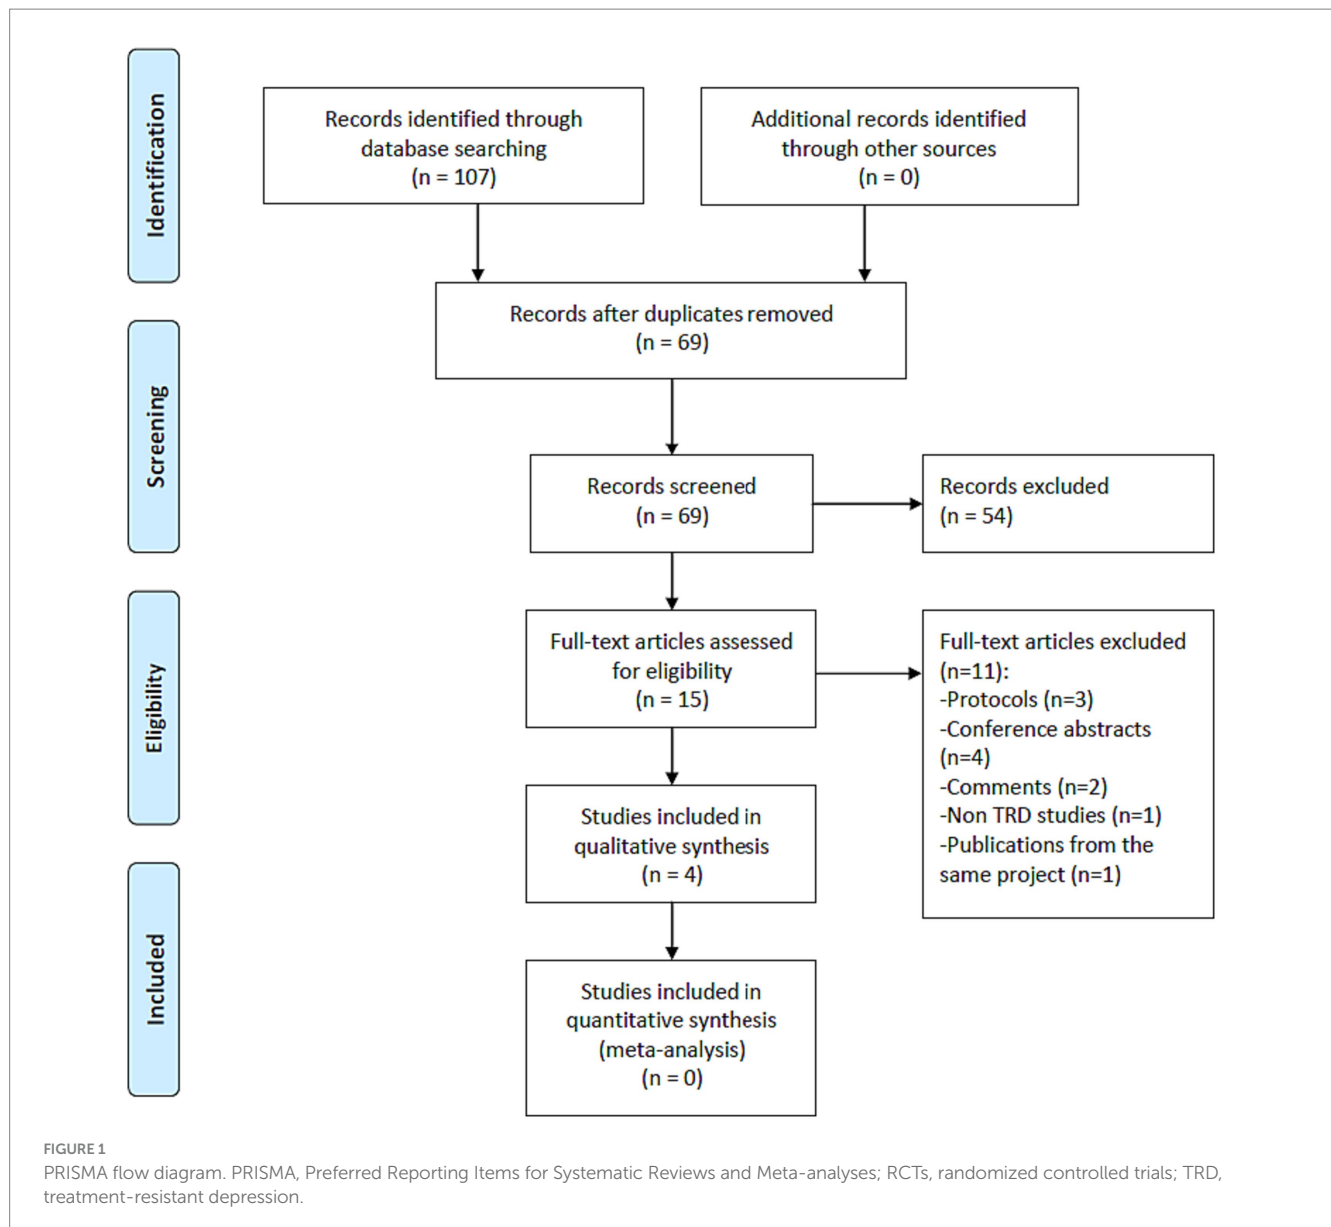 Identification
Records identified through
database searching
(n = 107)
Additional records identified
through other sources
(n = 0)
Records after duplicates removed
(n = 69)
Screening
Records screened
(n = 69)
Records excluded
(n = 54)
Eligibility
Full-text articles assessed
for eligibility
(n = 15)
Full-text articles excluded
(n=11):
-Protocols (n=3)
-Conference abstracts
(n=4)
-Comments (n=2)
-Non TRD studies (n=1)
-Publications from the
same project (n=1)
Studies included in
qualitative synthesis
(n = 4)
Included
Studies included in
quantitative synthesis
(meta-analysis)
(n = 0)
FIGURE 1
PRISMA flow diagram. PRISMA, Preferred Reporting Items for Systematic Reviews and Meta-analyses; RCTs, randomized controlled trials; TRD,
treatment-resistant depression.